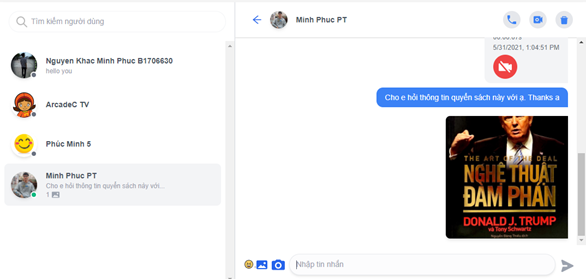 Tìm kiếm người dùng
Nguyen Khac Minh Phuc B1706630
hello you
ArcadeC TV
Phúc Minh 5
Minh Phuc PT
Cho e hỏi thông tin quyển sách này với...
1
Minh Phuc PT
5/31/2021, 1:04:51 PM
Cho e hỏi thông tin quyển sách này với ạ. Thanks a
THE ART OF THE DEAL
NGHỆ THUẬT
ĐÀM PHÁN
DONALD J. TRUMP
và Tony Schwartz
Nhập tin nhắn